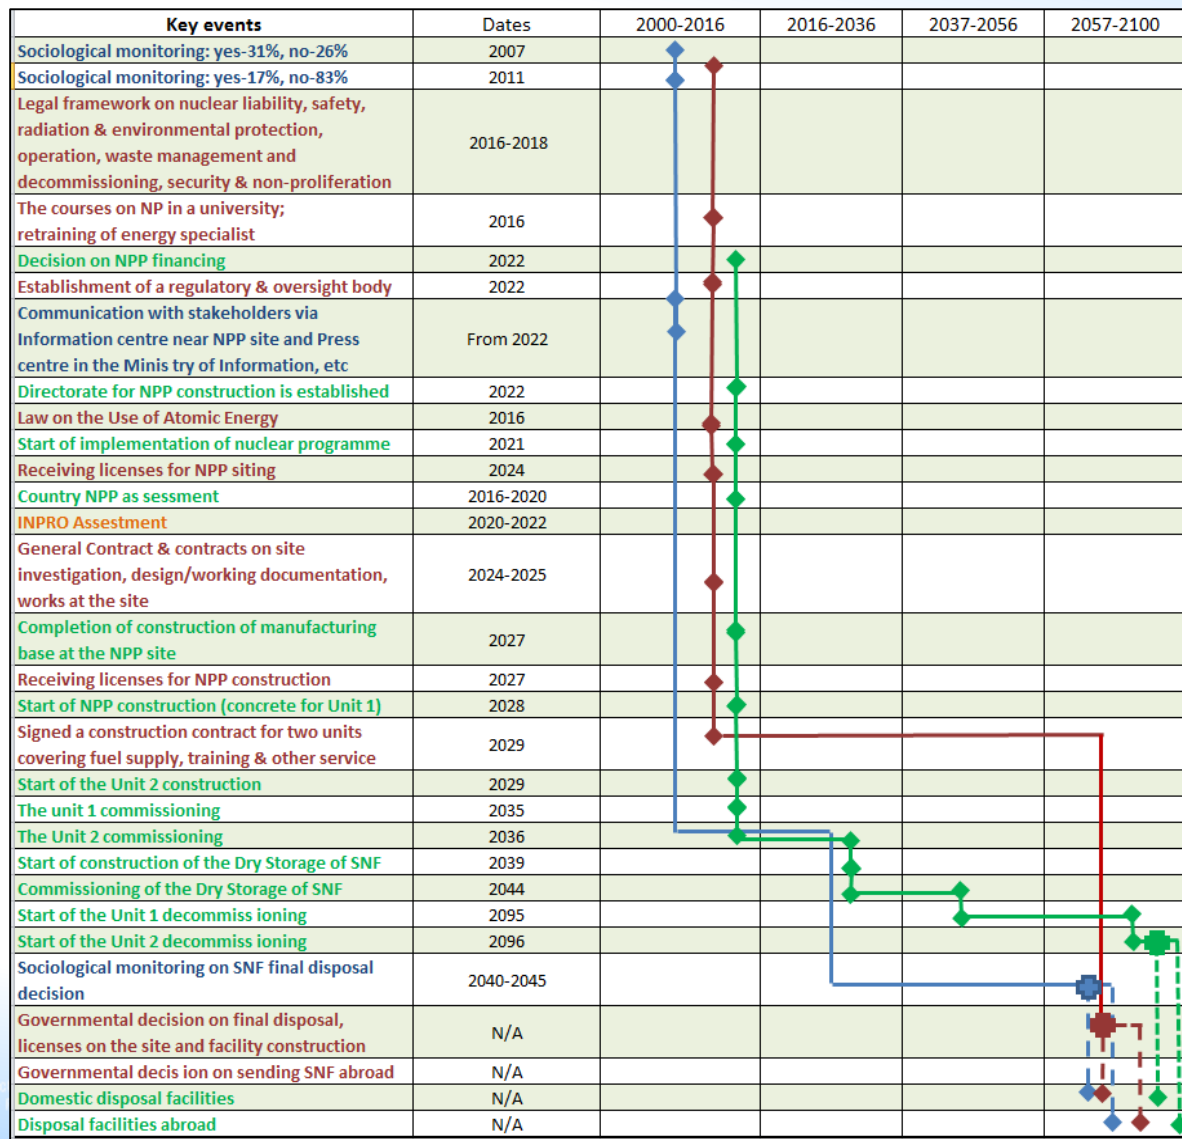 Key events Dates 2000-2016 2016-2036 2037-2056 2057-2100
Sociological monitoring: yes-31%, no-26% 2007
Sociological monitoring: yes-17%, no-83% 2011
Legal framework on nuclear liability, safety,
radiation & environmental protection,
operation, waste management and
decommissioning, security & non-proliferation
2016-2018
The courses on NP in a university;
retraining of energy specialist
2016
Decision on NPP financing 2022
Establishment of a regulatory & oversight body 2022
Communication with stakeholders via
Information centre near NPP site and Press
centre in the Minis try of Information, etc
From 2022
Directorate for NPP construction is established 2022
Law on the Use of Atomic Energy 2016
Start of implementation of nuclear programme 2021
Receiving licenses for NPP siting 2024
Country NPP as sessment 2016-2020
INPRO Assestment 2020-2022
General Contract & contracts on site
investigation, design/working documentation,
works at the site
2024-2025
Completion of construction of manufacturing
base at the NPP site
2027
Receiving licenses for NPP construction 2027
Start of NPP construction (concrete for Unit 1) 2028
Signed a construction contract for two units
covering fuel supply, training & other service
2029
Start of the Unit 2 construction 2029
The unit 1 commissioning 2035
The Unit 2 commissioning 2036
Start of construction of the Dry Storage of SNF 2039
Commissioning of the Dry Storage of SNF 2044
Start of the Unit 1 decommiss ioning 2095
Start of the Unit 2 decommiss ioning 2096
Sociological monitoring on SNF final disposal
decision
2040-2045
Governmental decision on final disposal,
licenses on the site and facility construction
N/A
Governmental decis ion on sending SNF abroad N/A
Domestic disposal facilities N/A
Disposal facilities abroad N/A